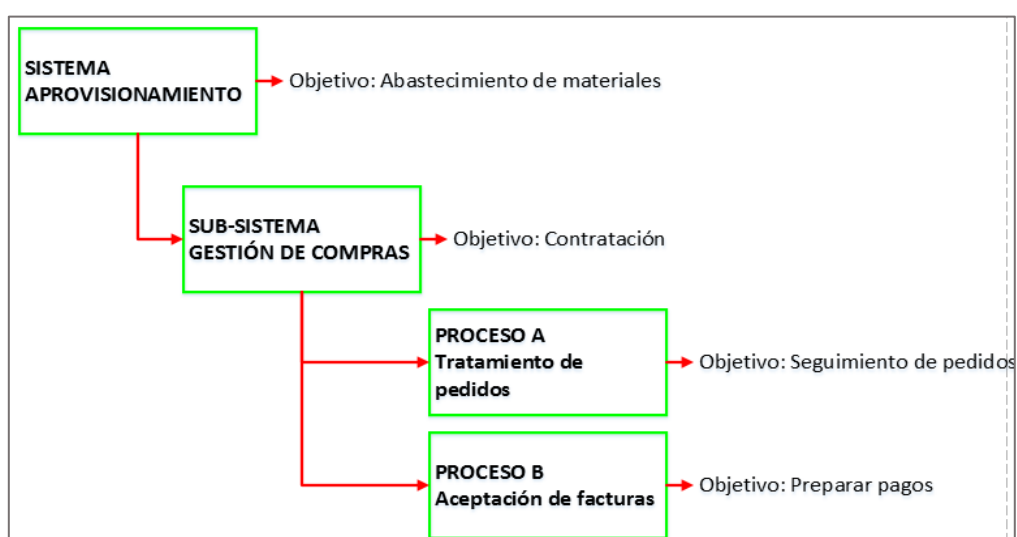 SISTEMA
APROVISIONAMIENTO
Objetivo: Abastecimiento de materiales
SUB-SISTEMA
GESTIÓN DE COMPRAS
Objetivo: Contratación
PROCESO A
Tratamiento de
pedidos
Objetivo: Seguimiento de pedidos
PROCESO B
Aceptación de facturas
Objetivo: Preparar pagos